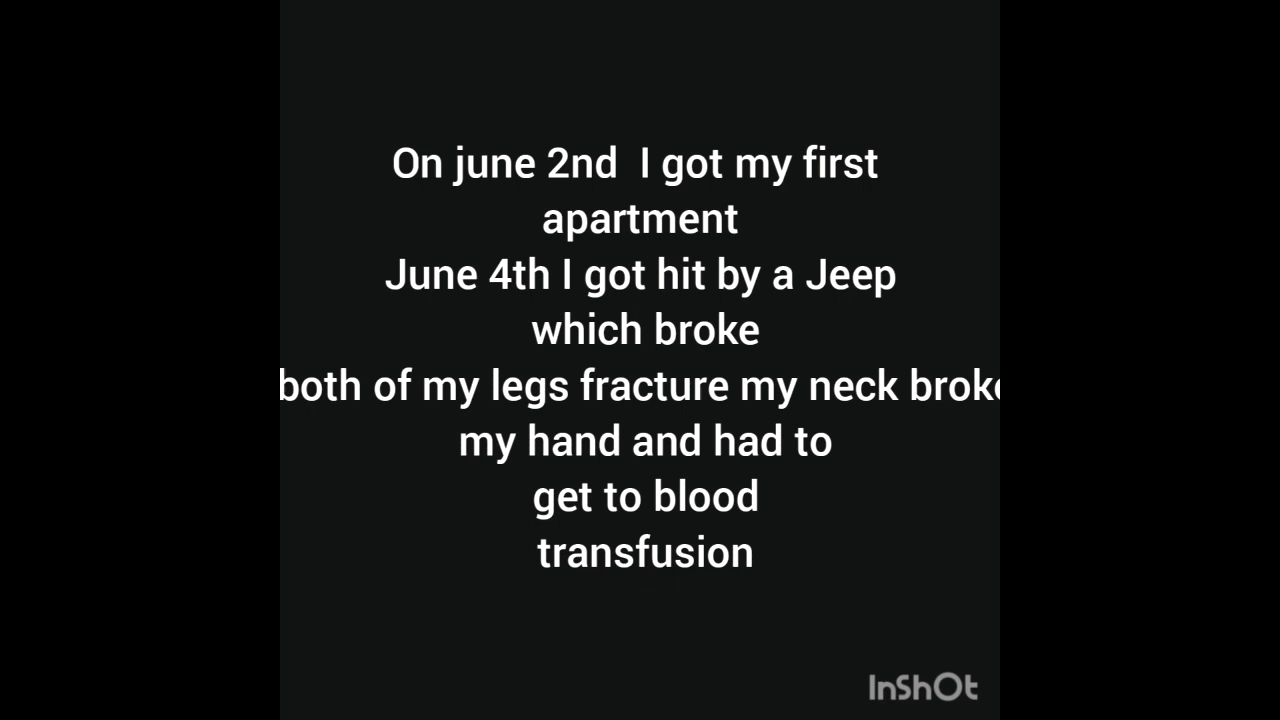 On june 2nd  I got my first
apartment
June 4th I got hit by a Jeep
which broke
both of my legs fracture my neck broke
my hand and had to
get to blood
transfusion
InShOt